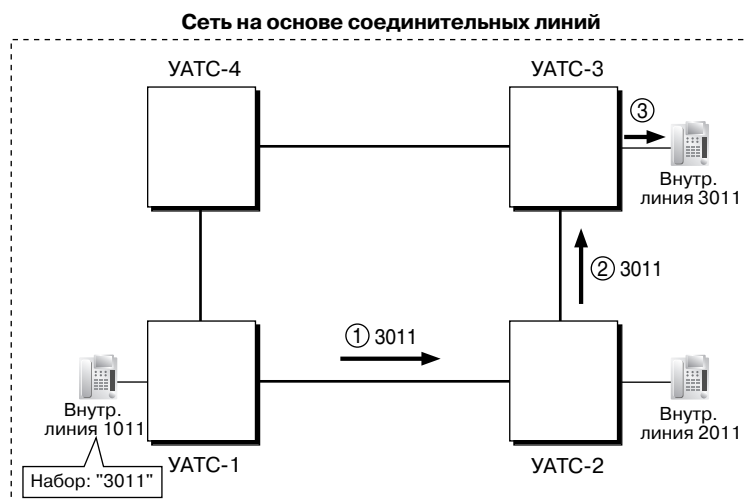 Сеть на основе соединительных линий
УАТС-4
УАТС-3
③
Внутр.
линия 3011
② 3011
① 3011
Внутр.
линия 1011
Внутр.
линия 2011
Набор: "3011"
УАТС-1
УАТС-2